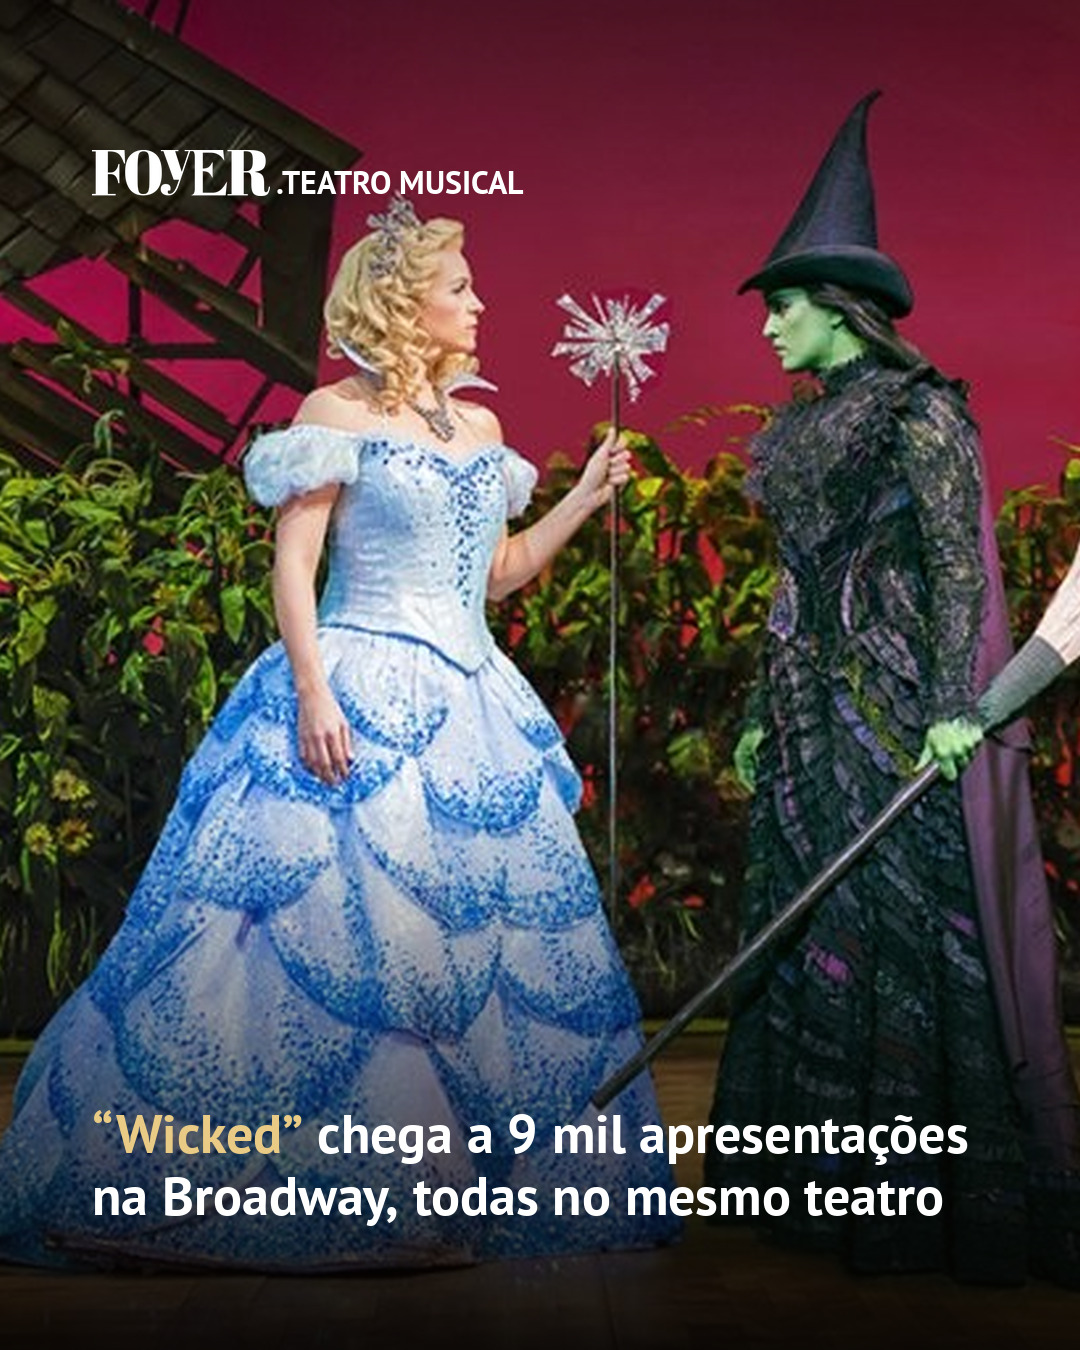 FOYER .TEATRO MUSICAL
“Wicked” chega a 9 mil apresentações
na Broadway, todas no mesmo teatro